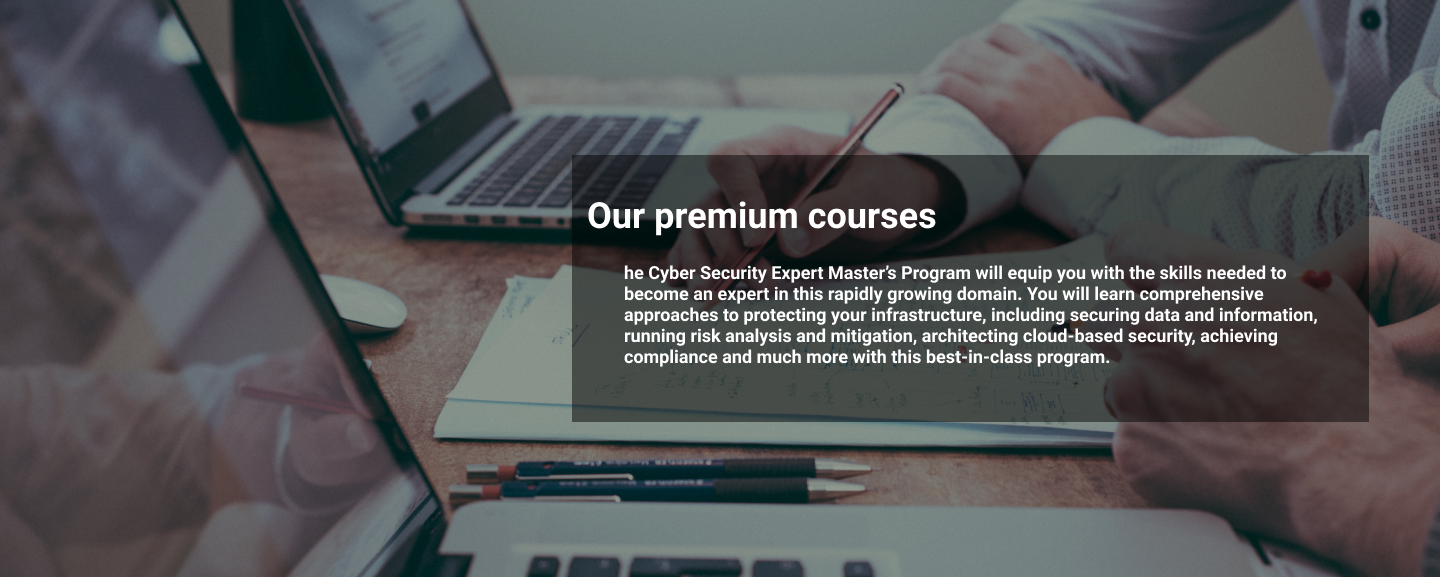 Our premium courses
he Cyber Security Expert Master’s Program will equip you with the skills needed to
become an expert in this rapidly growing domain. You will learn comprehensive
approaches to protecting your infrastructure, including securing data and information,
running risk analysis and mitigation, architecting cloud-based security, achieving
compliance and much more with this best-in-class program.